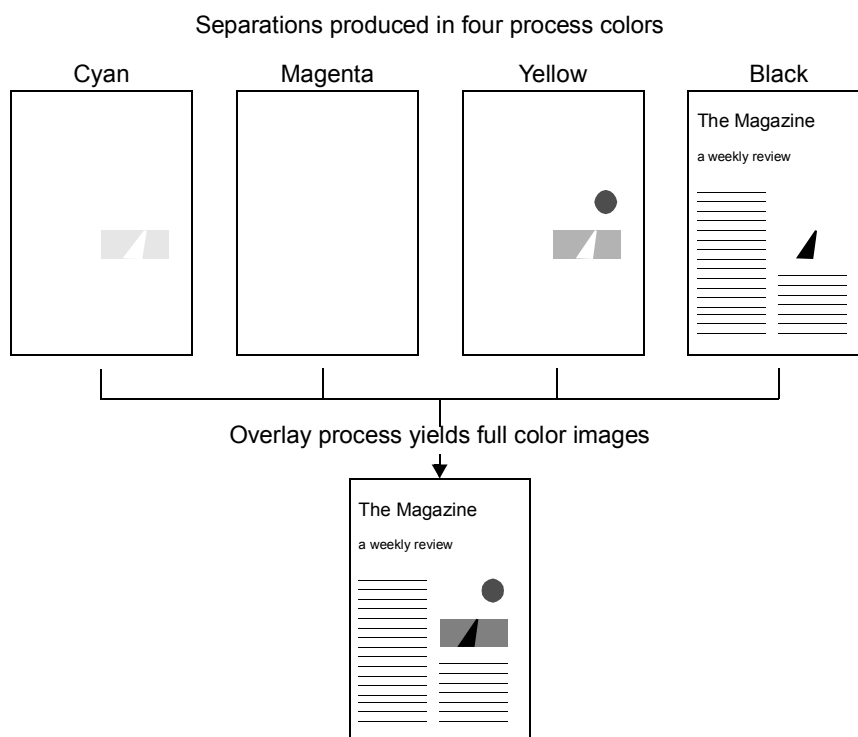 Separations produced in four process colors
Cyan
Magenta
Yellow
Black
The Magazine
a weekly review
Overlay process yields full color images
The Magazine
a weekly review